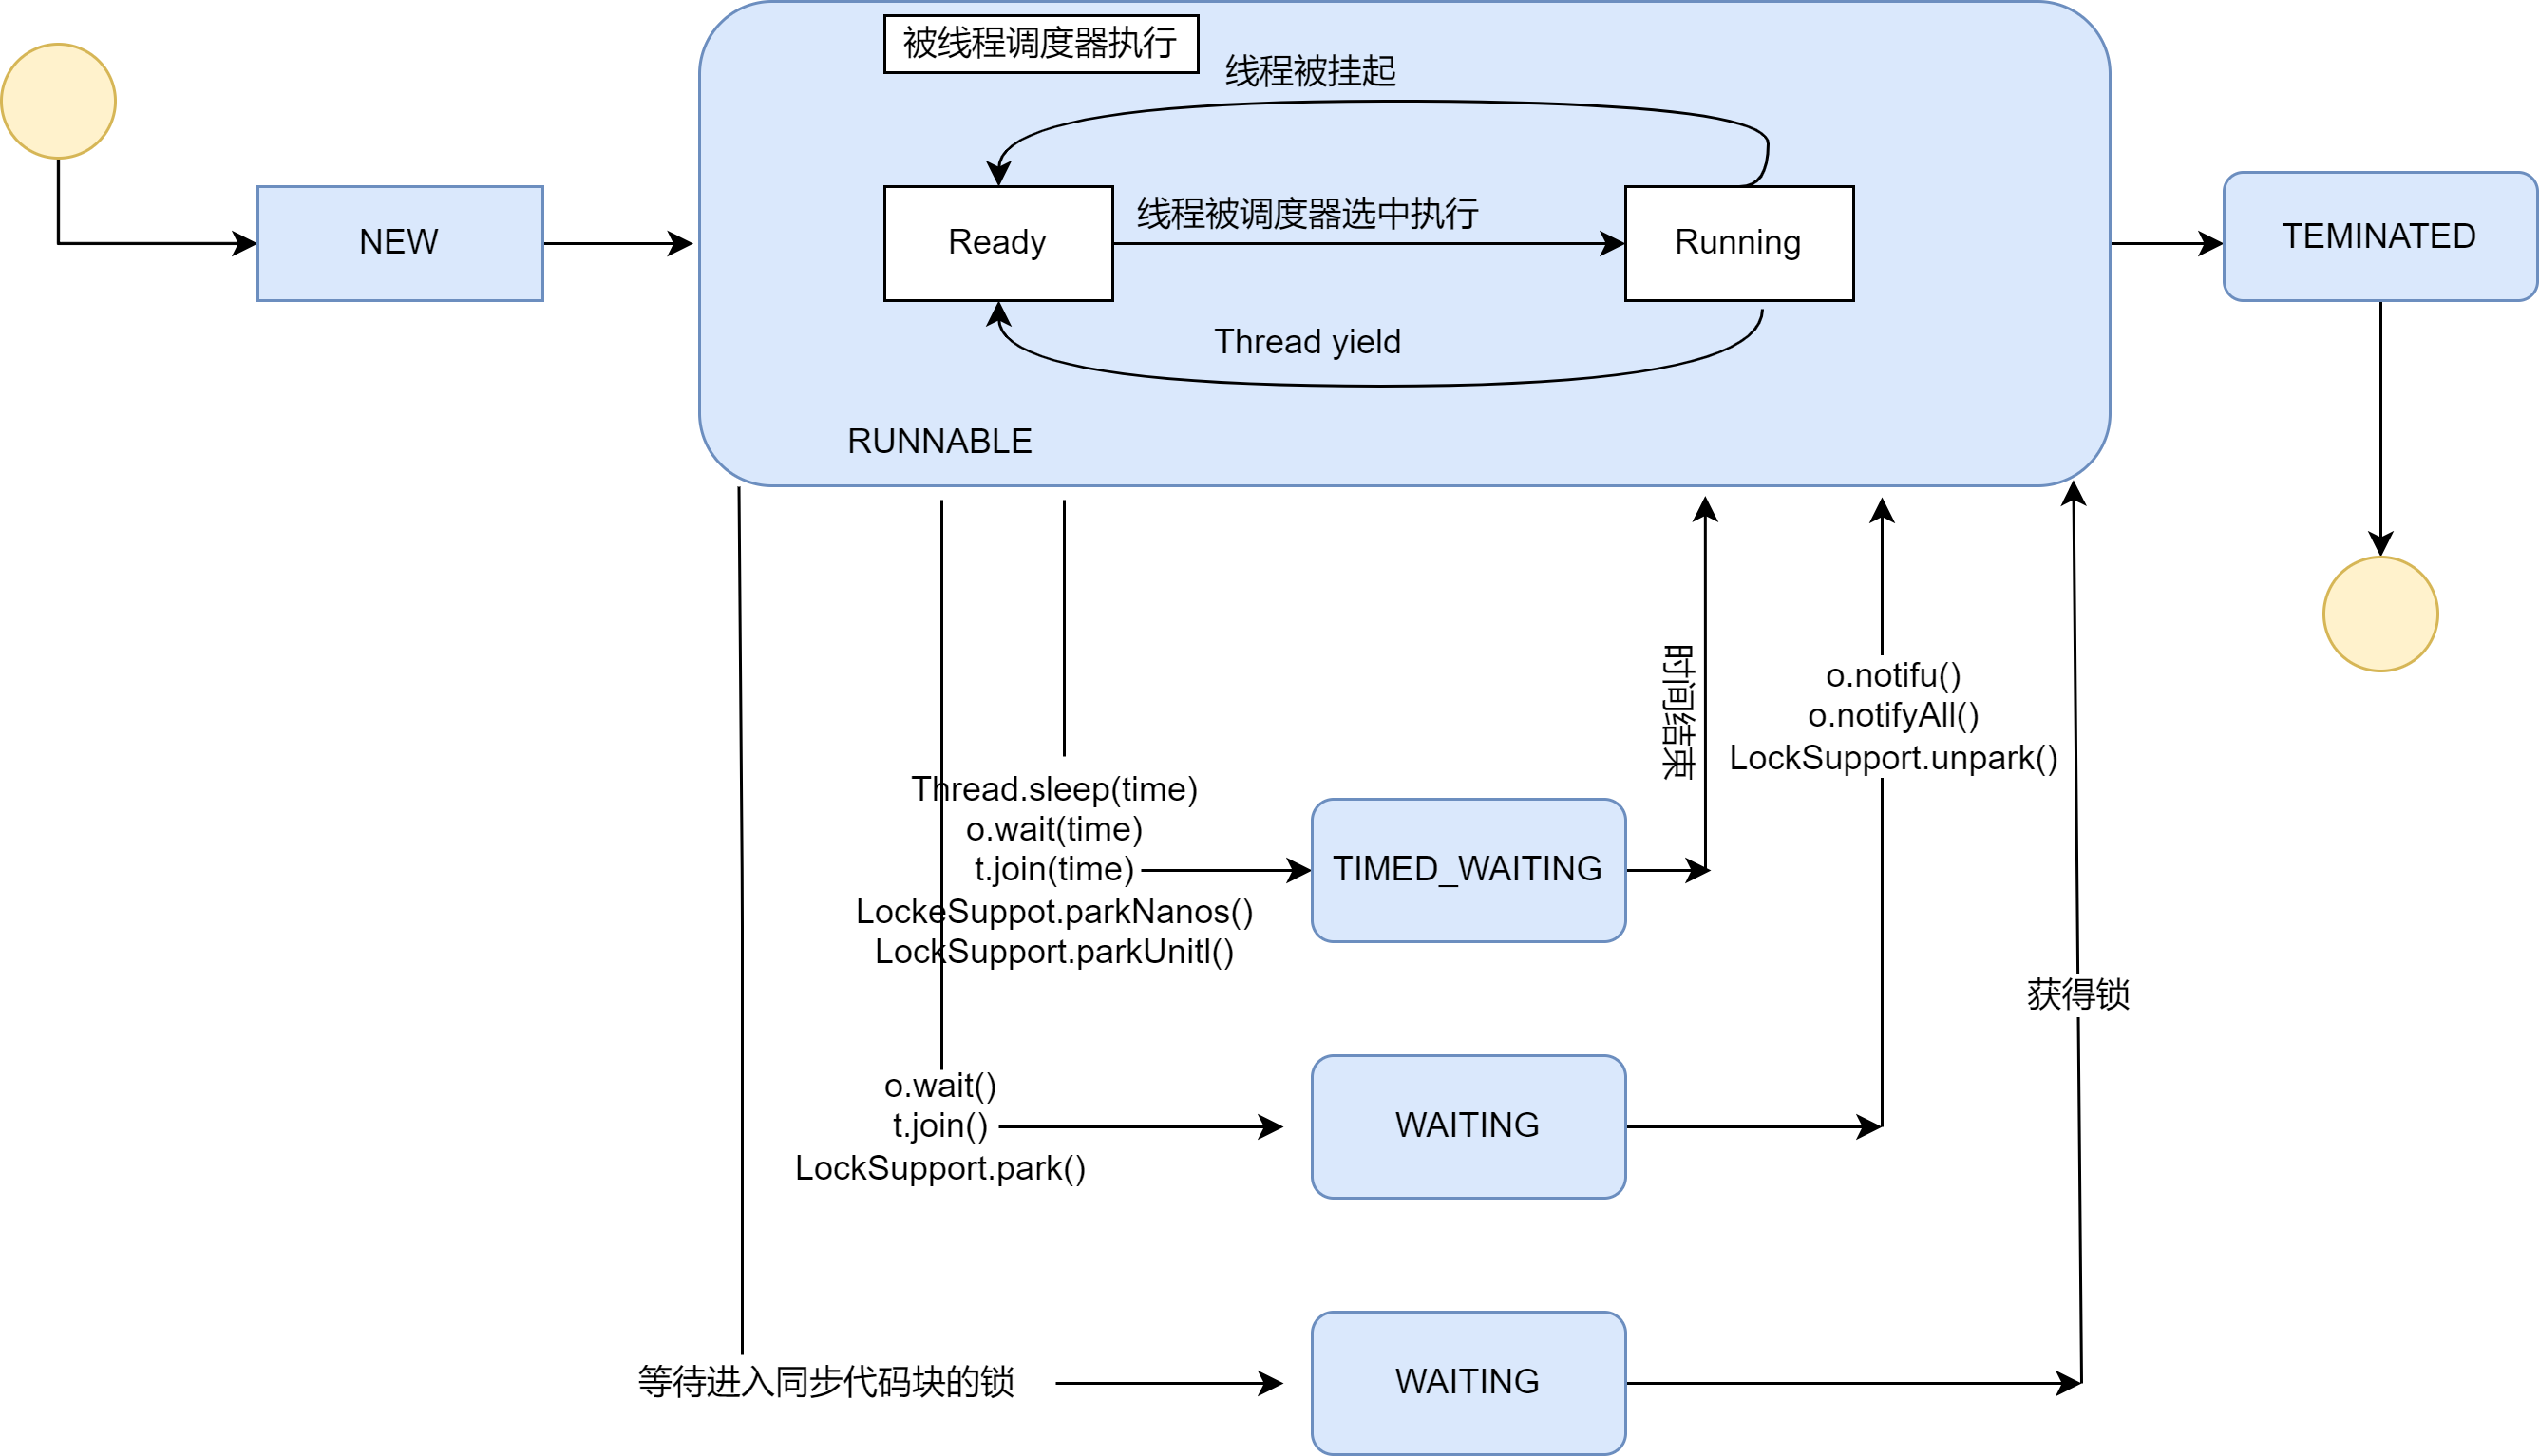 被线程调度器执行
线程被挂起
NEW
Ready
线程被调度器选中执行
Running
TEMINATED
Thread yield
RUNNABLE
时间结束
o.notifu()
o.notifyAll()
LockSupport.unpark()
Thread.sleep(time)
o.wait(time)
t.join(time)
LockeSuppot.parkNanos()
LockSupport.parkUnitl()
TIMED_WAITING
获得锁
o.wait()
t.join()
LockSupport.park()
WAITING
等待进入同步代码块的锁
WAITING